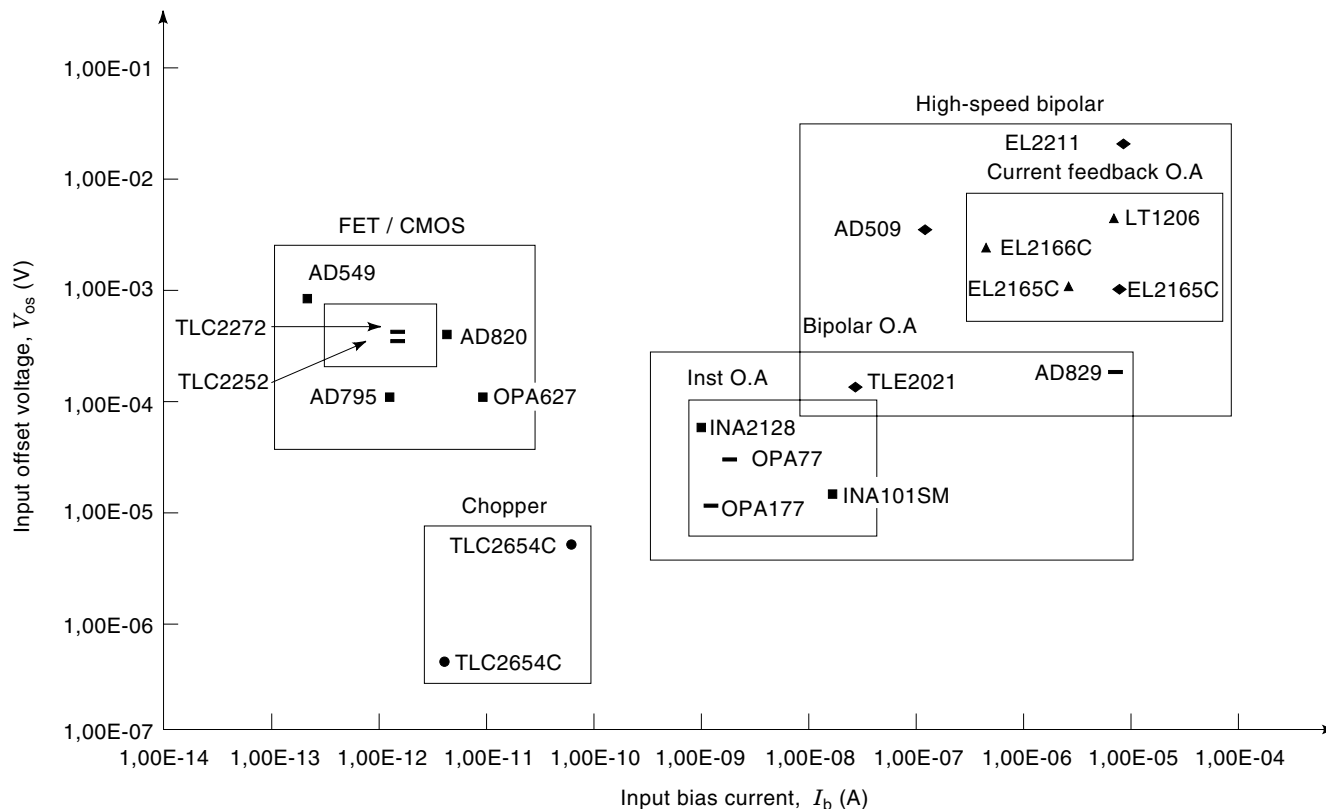 1,00E-01
High-speed bipolar
EL2211
Current feedback O.A
1,00E-02
LT1206
FET / CMOS
AD509
EL2166C
AD549
1,00E-03
EL2165C
EL2165C
TLC2272
AD820
Bipolar O.A
TLC2252
Inst O.A
TLE2021
AD829
AD795
OPA627
1,00E-04
INA2128
OPA77
INA101SM
OPA177
Chopper
1,00E-05
TLC2654C
1,00E-06
TLC2654C
1,00E-07
1,00E-14 1,00E-13 1,00E-12 1,00E-11 1,00E-10 1,00E-09 1,00E-08 1,00E-07 1,00E-06 1,00E-05 1,00E-04
Input bias current, Ib (A)
Input offset voltage, Vos (V)